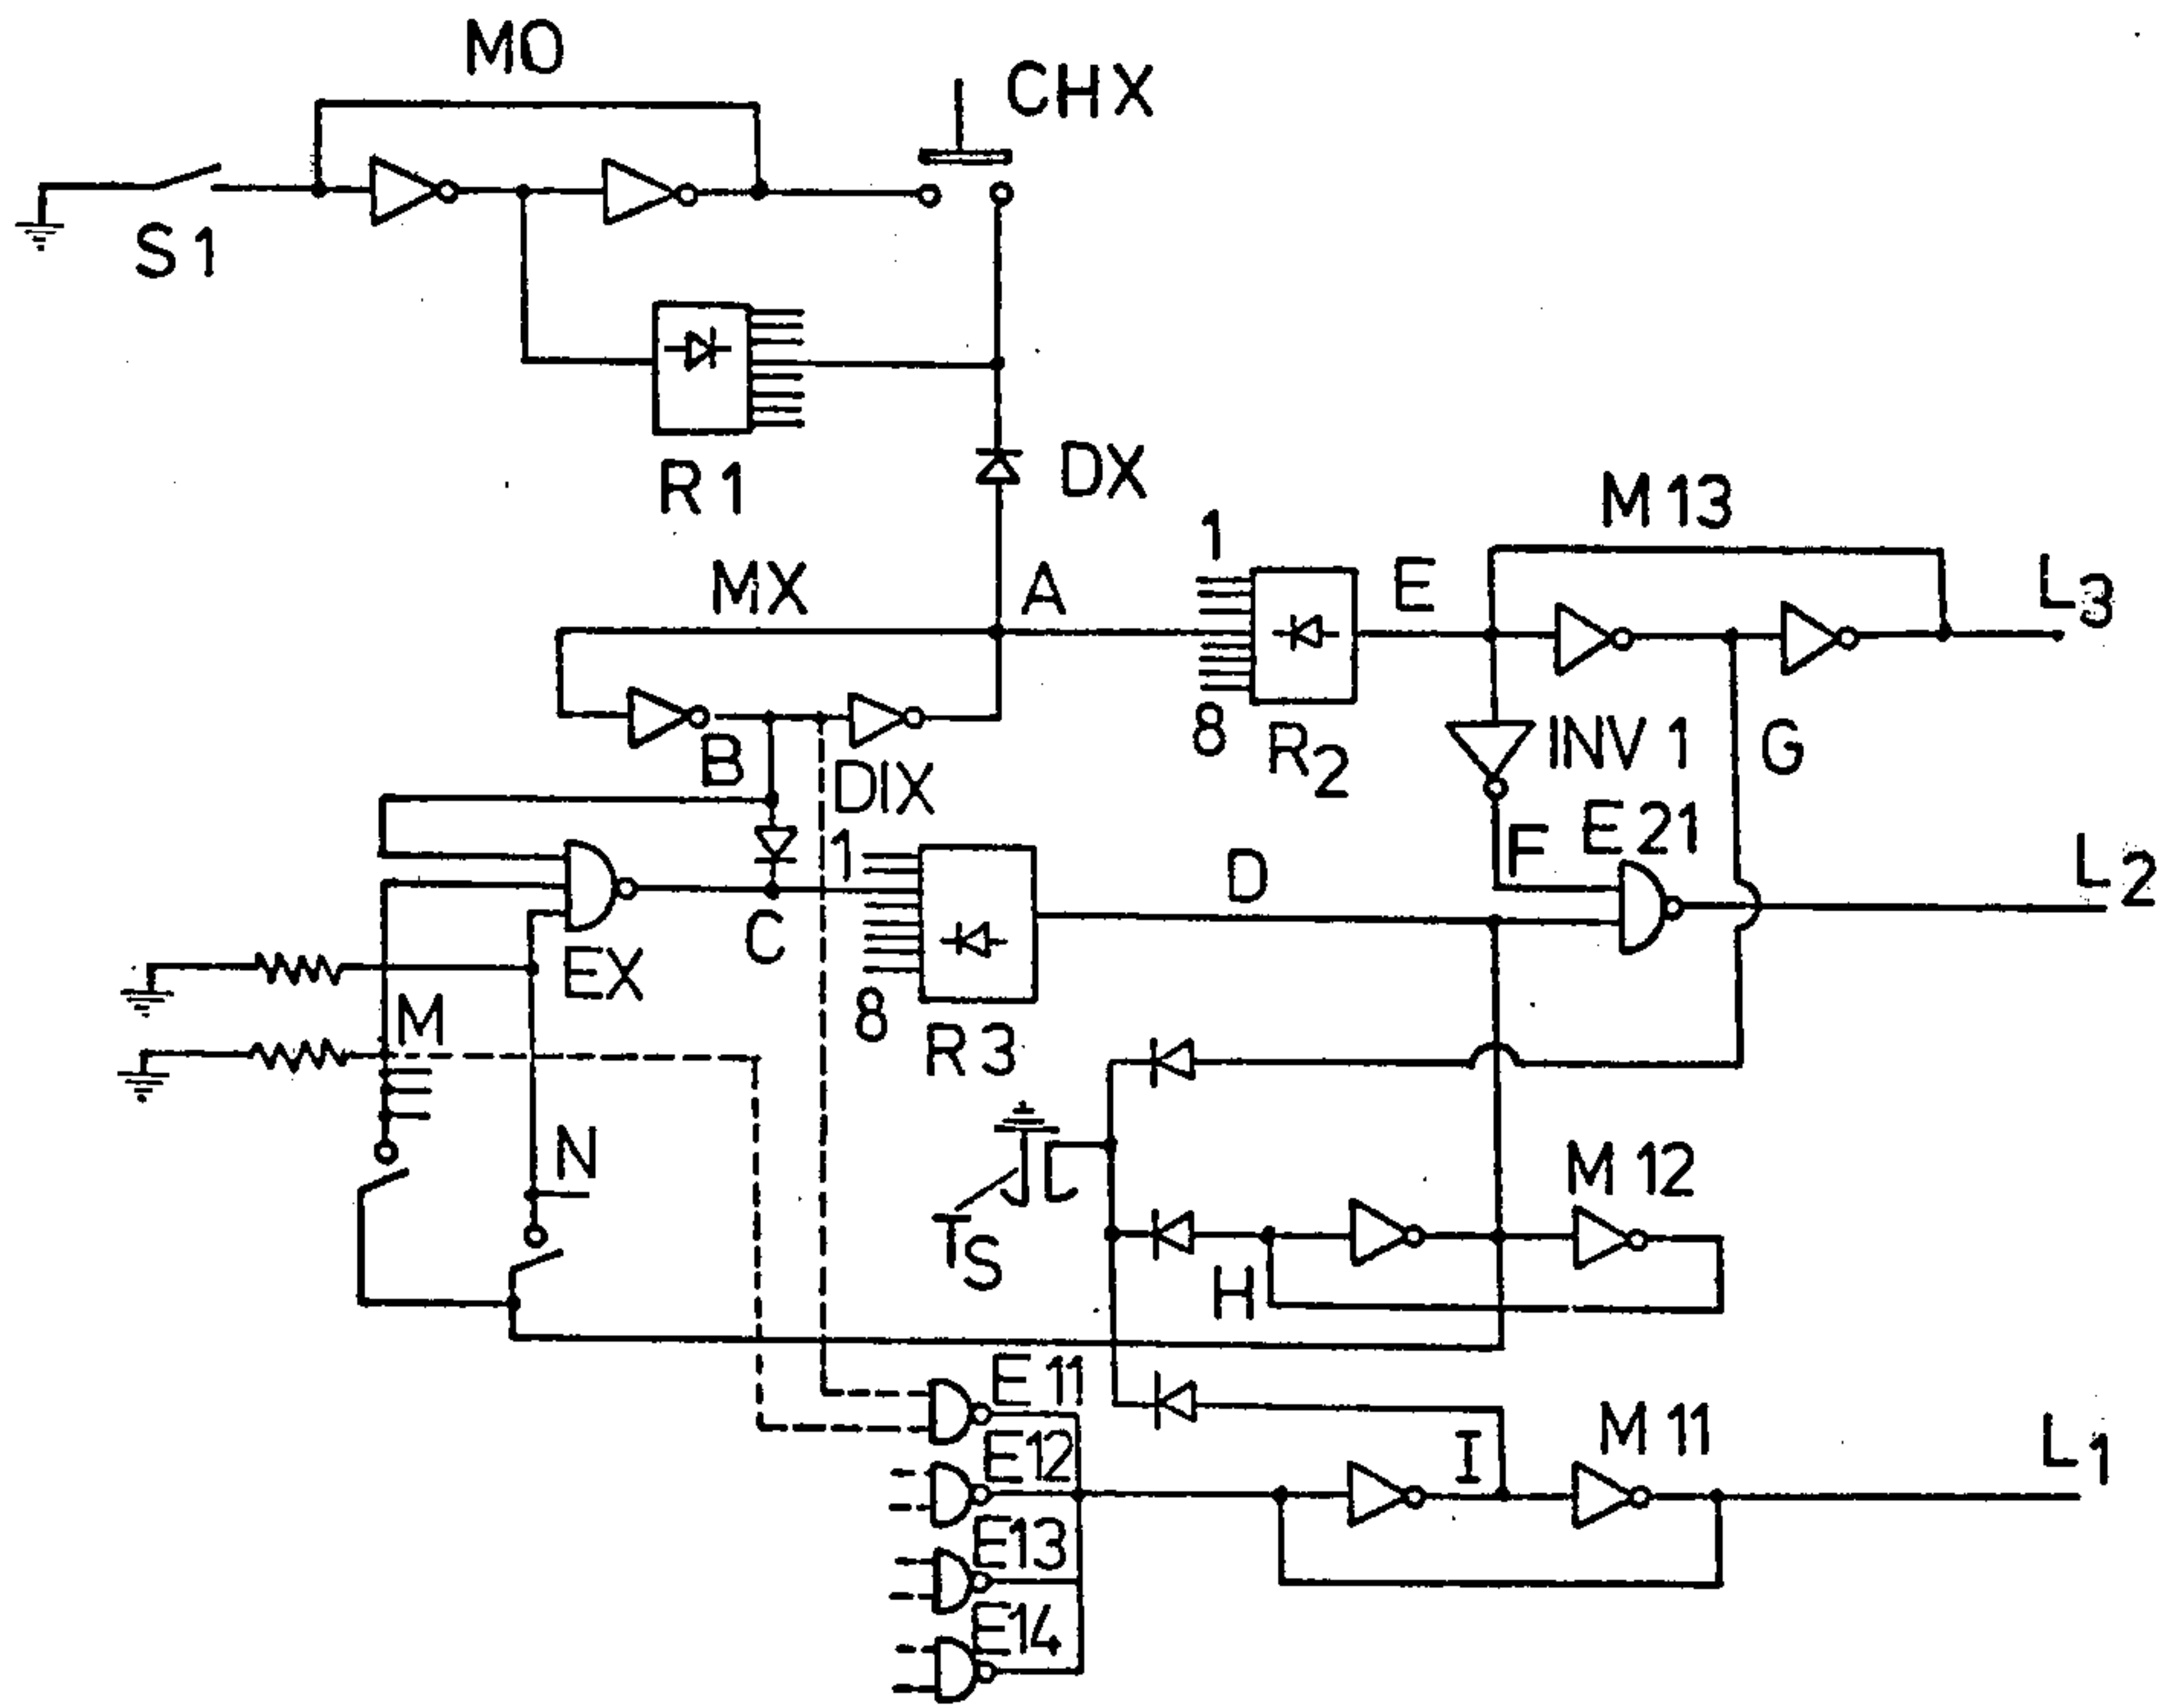 MO
CHX
S1
R1
DX
M13
1
E
L3
MX
A
8
R2
INV 1
G
B
DIX
1
F
E21
L2
D
C
EX
M
8
R3
N
TS
M12
H
E11
E12
I
M11
L1
E13
E14